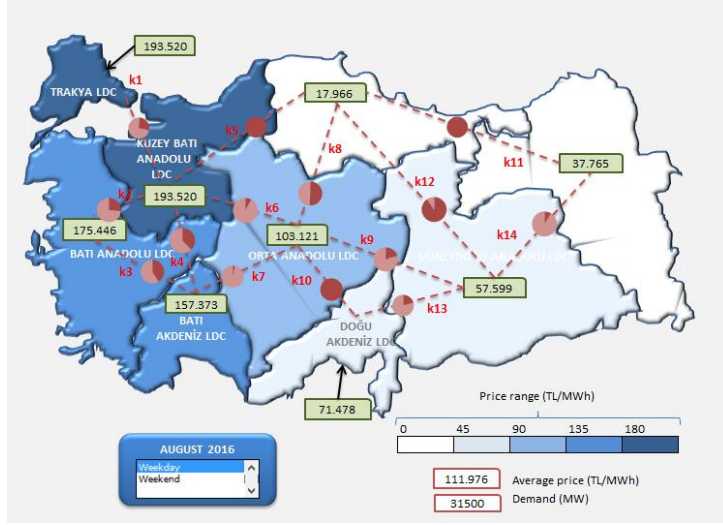 193.520
k1
TRAKYA LDC
17.966
k5
KUZEY BATI
ANADOLU
LDC
k8
k11
37.765
k12
193.520
k6
175.446
103.121
k14
BATI ANADOLU LDC
k4
ORTA ANADOLU LDC
k9
k3
k7
k10
57.599
157.373
k13
BATI
AKDENİZ LDC
DOĞU
AKDENİZ LDC
71.478
Price range (TL/MWh)
0 45 90 135 180
AUGUST 2016
Weekday
Weekend
111.976 Average price (TL/MWh)
31500 Demand (MW)